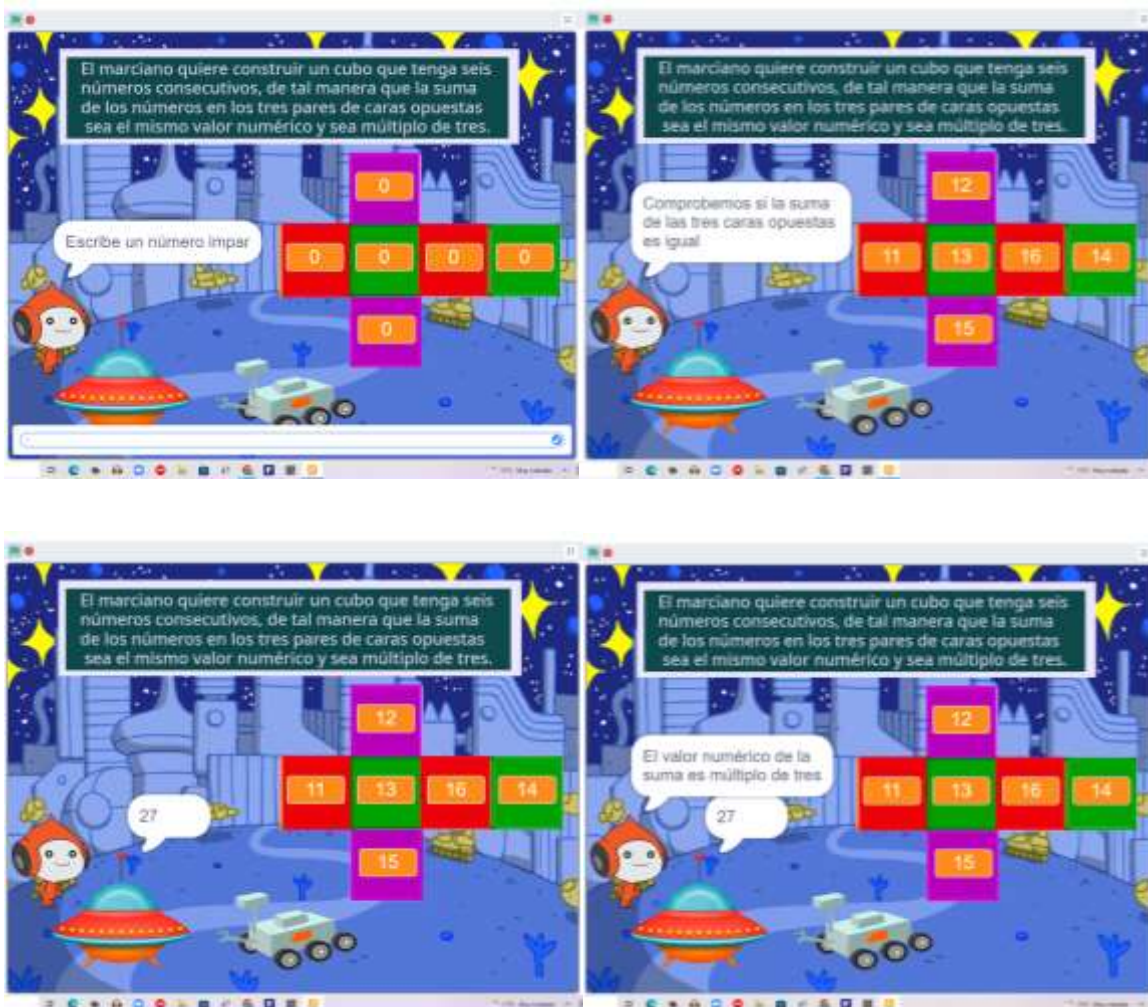 El marciano quiere construir un cubo que tenga seis
números consecutivos, de tal manera que la suma
de los números en los tres pares de caras opuestas
sea el mismo valor numérico y sea múltiplo de tres.
0
Escribe un número impar
0 0 0 0
0
El marciano quiere construir un cubo que tenga seis
números consecutivos, de tal manera que la suma
de los números en los tres pares de caras opuestas
sea el mismo valor numérico y sea múltiplo de tres.
12
Comprobemos si la suma
de las tres caras opuestas
es igual
11 13 16 14
15
El marciano quiere construir un cubo que tenga seis
números consecutivos, de tal manera que la suma
de los números en los tres pares de caras opuestas
sea el mismo valor numérico y sea múltiplo de tres.
12
11 13 16 14
27
15
El marciano quiere construir un cubo que tenga seis
números consecutivos, de tal manera que la suma
de los números en los tres pares de caras opuestas
sea el mismo valor numérico y sea múltiplo de tres.
12
El valor numérico de la
suma es múltiplo de tres
11 13 16 14
27
15